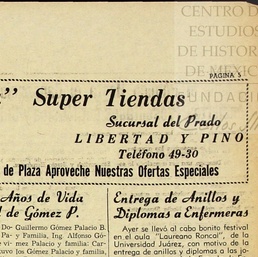 CENTRO D
ESTUDIOS
DE HISTOR
DE MEXIC
FUNDACI
PAGINA 5
" Super Tiendas
Sucursal del Prado
LIBERTAD Y PINO
Teléfono 49-30
de Plaza Aproveche Nuestras Ofertas Especiales
Años de Vida
l de Gómez P.
Do- Guillermo Gómez Palacio B.
Pa- y Familia, Ing. Alfonso Gó-
vi- mez Palacio y familia; Car-
los Gómez Palacio y
Entrega de Anillos y
Diplomas a Enfermeras
Ayer se llevó al cabo bonito festival
en el aula "Laureano Roncal", de la
Universidad Juárez, con motivo de la
entrega de anillos y diplomas a las jó-